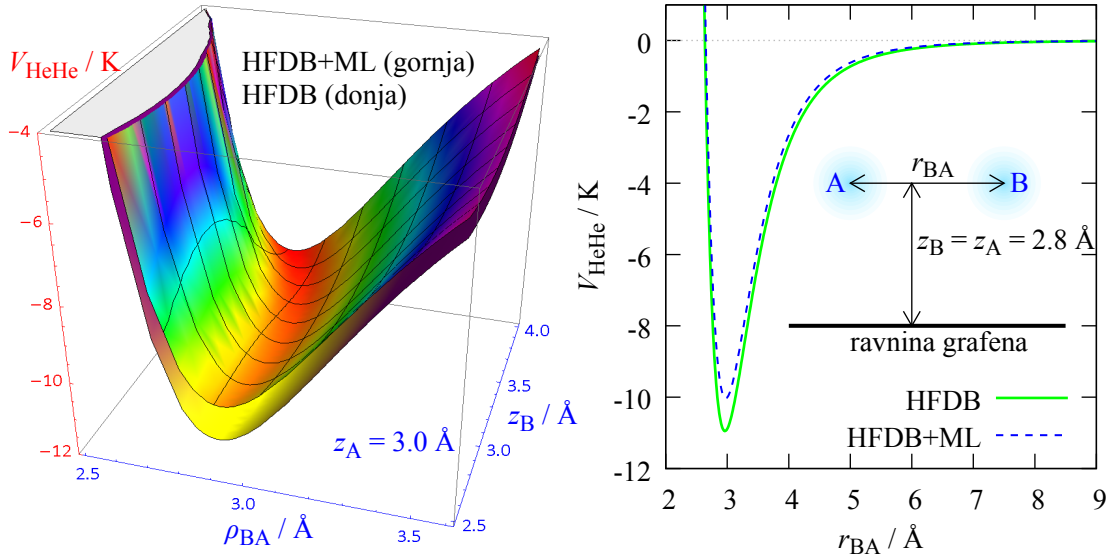 V_HeHe / K
HFDB+ML (gornja)
HFDB (donja)
−4
−6
−8
−10
−12
2.5
3.0
3.5
ρ_BA / Å
2.5
3.0
3.5
4.0
z_B / Å
z_A = 3.0 Å
V_HeHe / K
0
-2
-4
-6
-8
-10
-12
A
r_BA
B
z_B = z_A = 2.8 Å
ravnina grafena
HFDB
HFDB+ML
2 3 4 5 6 7 8 9
r_BA / Å